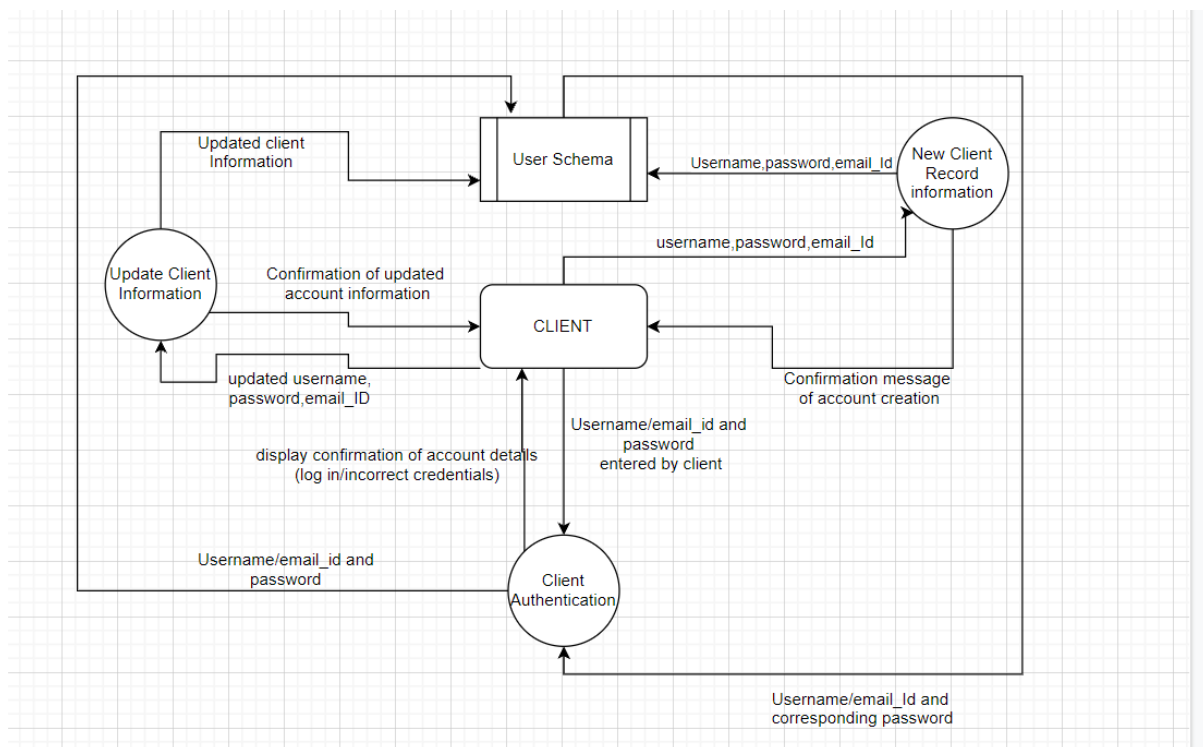 Updated client
Information
User Schema
Username,password,email_Id
New Client
Record
information
username,password,email_Id
Update Client
Information
Confirmation of updated
account information
CLIENT
updated username,
password,email_ID
Confirmation message
of account creation
Username/email_id and
password
entered by client
display confirmation of account details
(log in/incorrect credentials)
Username/email_id and
password
Client
Authentication
Username/email_Id and
corresponding password